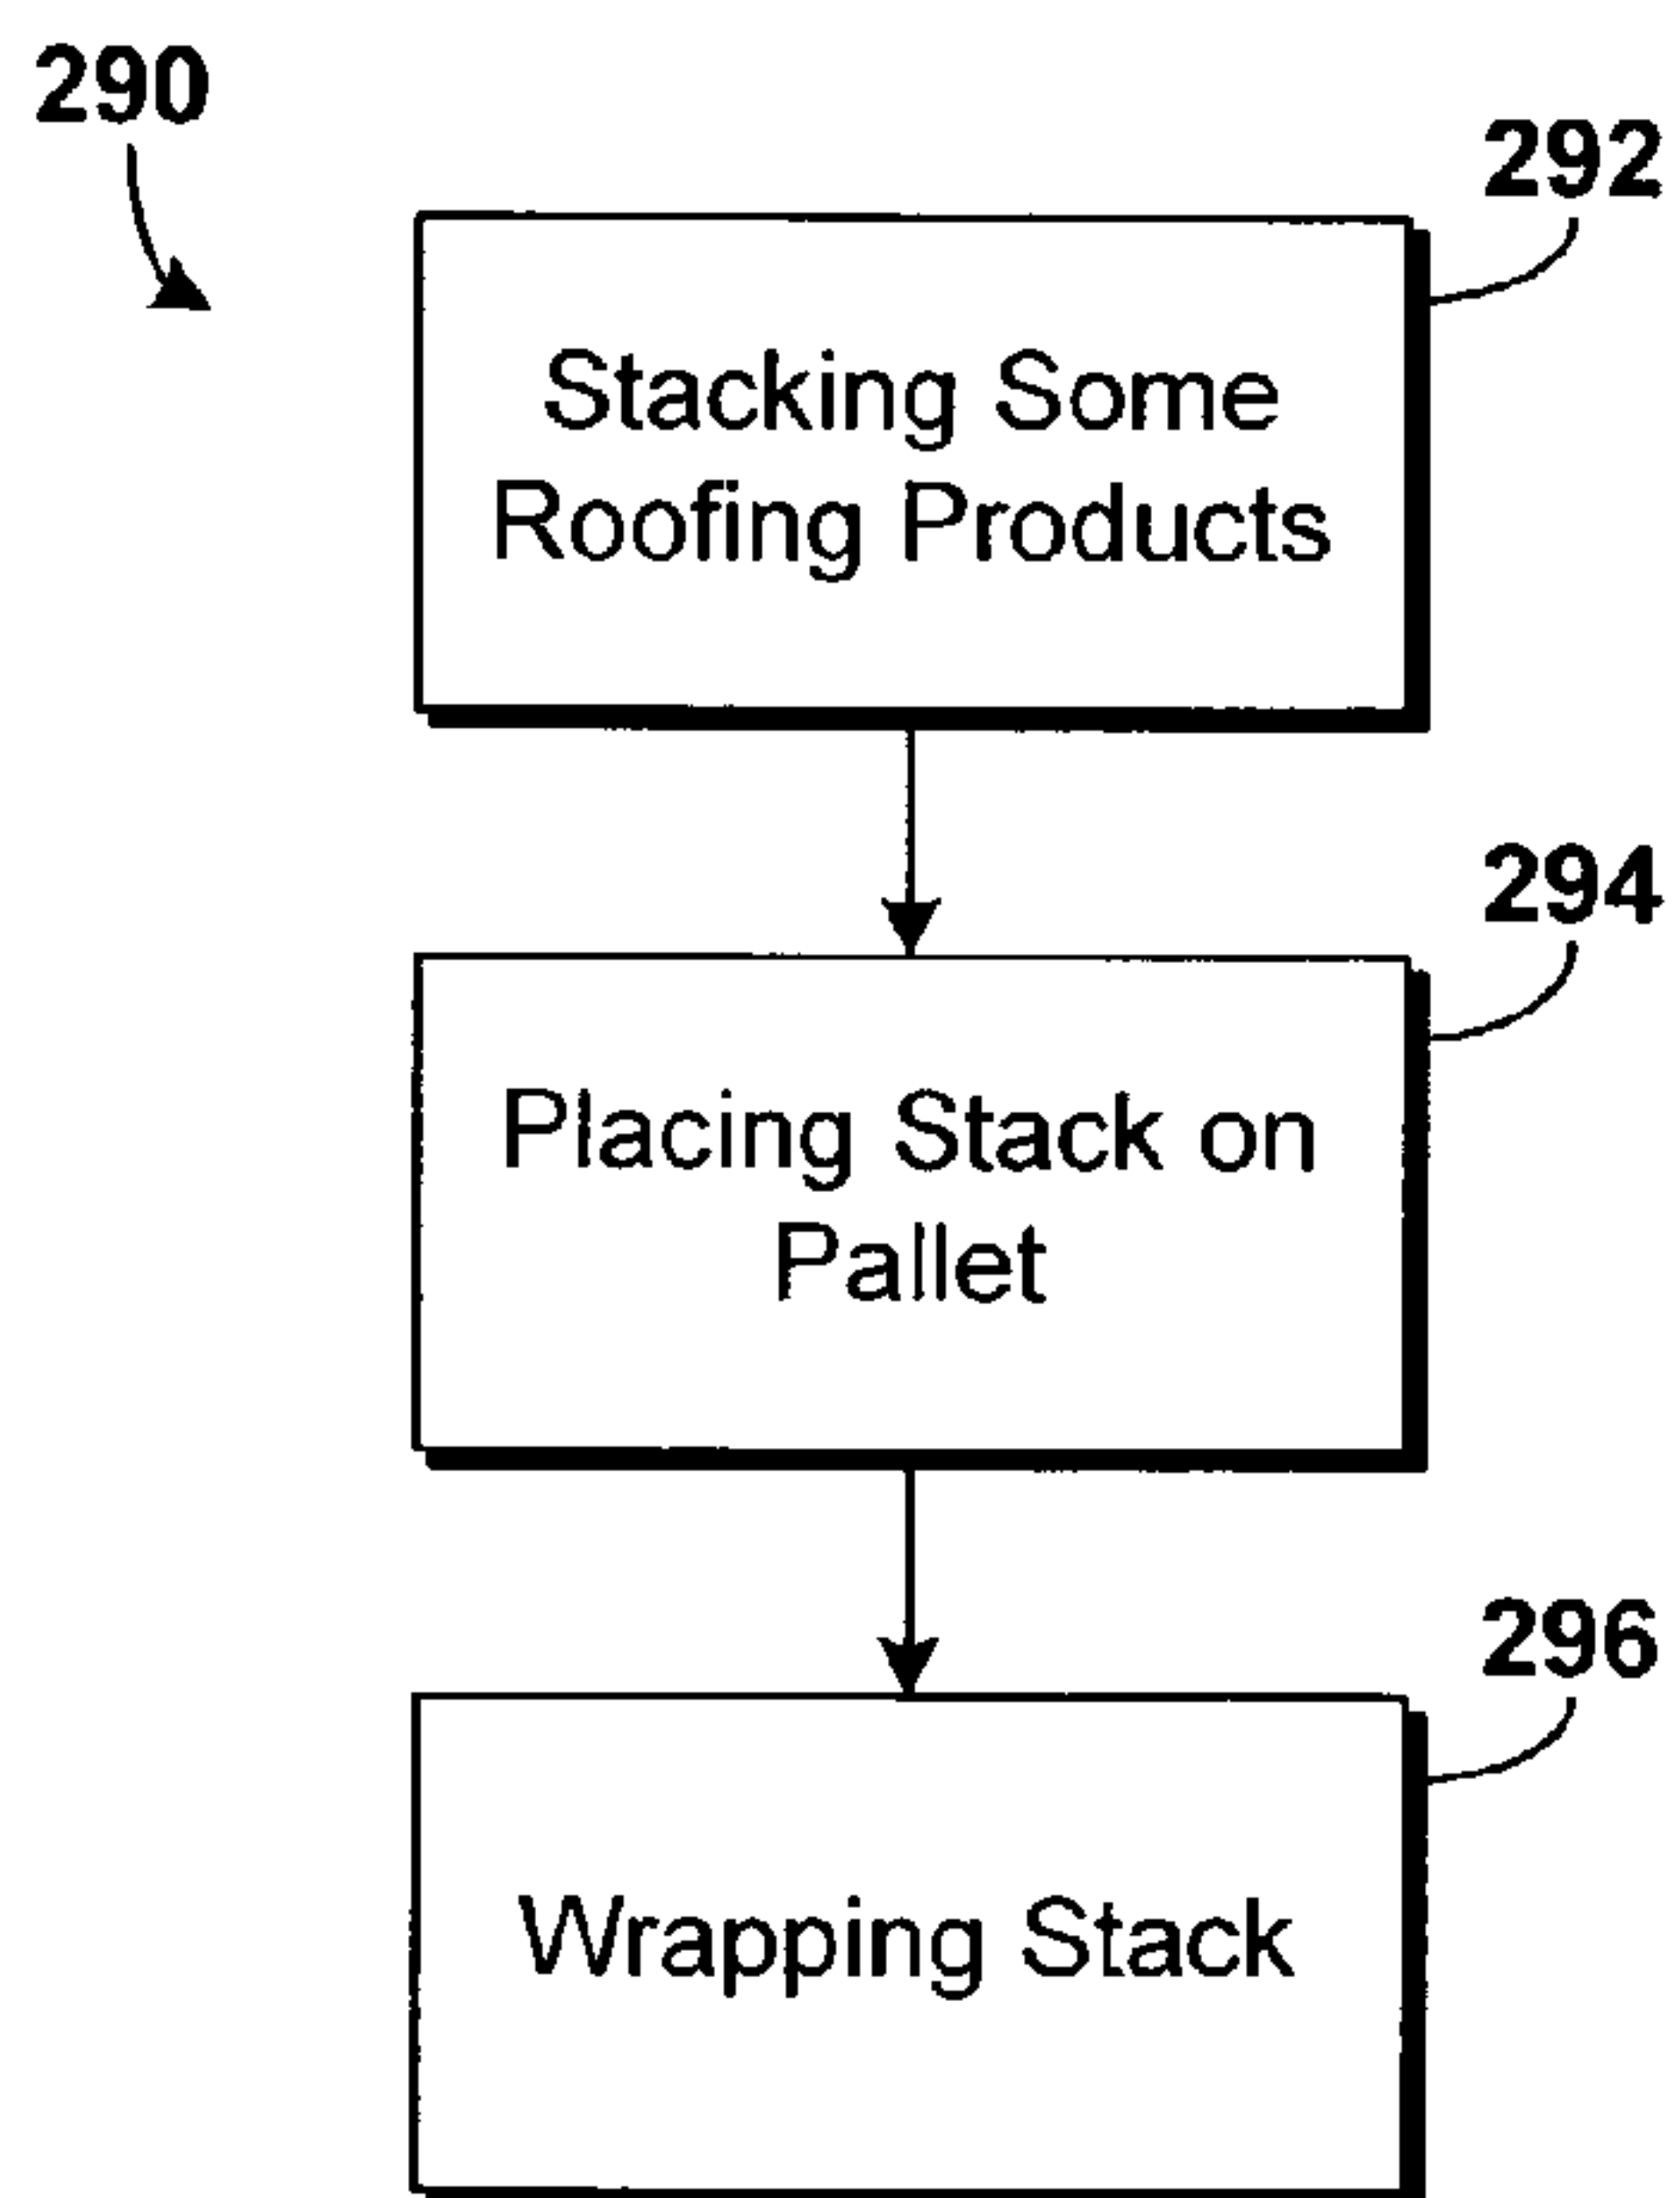 290
292
Stacking Some
Roofing Products
294
Placing Stack on
Pallet
296
Wrapping Stack